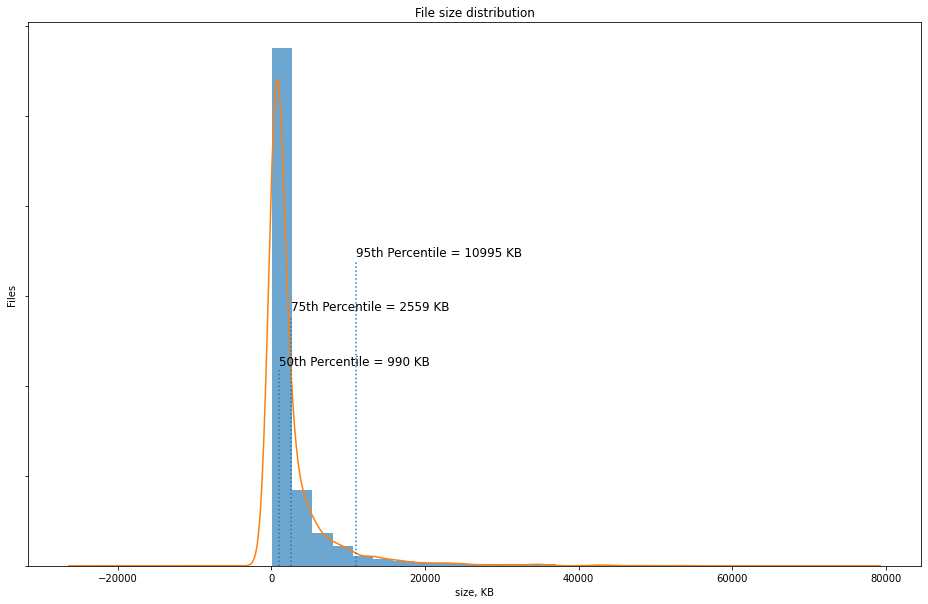 File size distribution
95th Percentile = 10995 KB
75th Percentile = 2559 KB
50th Percentile = 990 KB
Files
−20000 0 20000 40000 60000 80000
size, KB